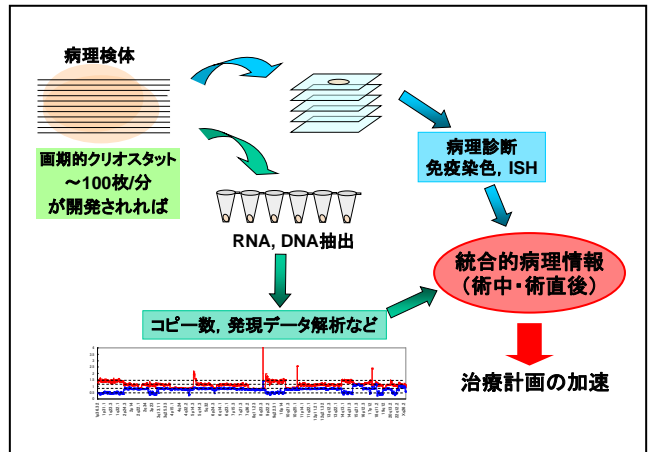 病理検体
画期的クリオスタット
～100枚/分
が開発されれば
病理診断
免疫染色, ISH
RNA, DNA抽出
統合的病理情報
（術中・術直後）
コピー数, 発現データ解析など
治療計画の加速